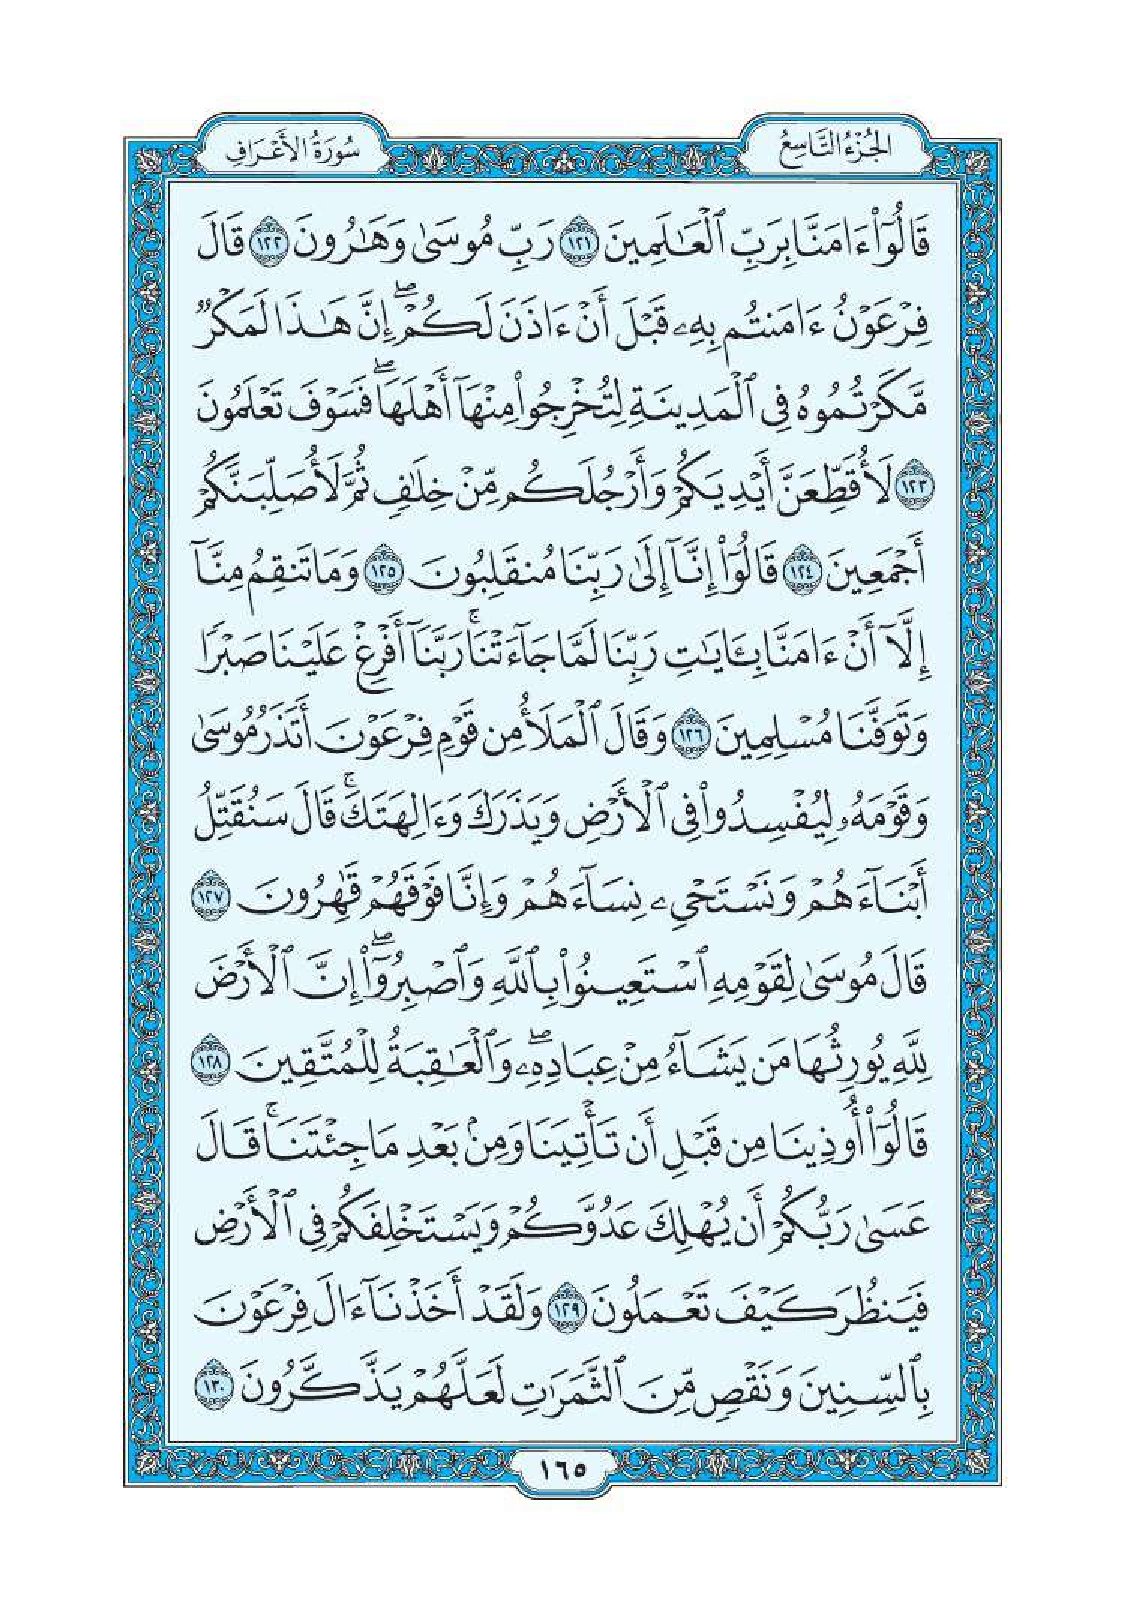 الجُزْءُ التَّاسِعُ
سُورَةُ الأَعْرَافِ
قَالُوٓا۟ ءَامَنَّا بِرَبِّ ٱلْعَـٰلَمِينَ ١٢١ رَبِّ مُوسَىٰ وَهَـٰرُونَ ١٢٢ قَالَ
فِرْعَوْنُ ءَامَنتُم بِهِۦ قَبْلَ أَنْ ءَاذَنَ لَكُمْ ۖ إِنَّ هَـٰذَا لَمَكْرٌ
مَّكَرْتُمُوهُ فِى ٱلْمَدِينَةِ لِتُخْرِجُوا۟ مِنْهَآ أَهْلَهَا ۖ فَسَوْفَ تَعْلَمُونَ
١٢٣ لَأُقَطِّعَنَّ أَيْدِيَكُمْ وَأَرْجُلَكُم مِّنْ خِلَـٰفٍ ثُمَّ لَأُصَلِّبَنَّكُمْ
أَجْمَعِينَ ١٢٤ قَالُوٓا۟ إِنَّآ إِلَىٰ رَبِّنَا مُنقَلِبُونَ ١٢٥ وَمَا تَنقِمُ مِنَّآ
إِلَّآ أَنْ ءَامَنَّا بِـَٔايَـٰتِ رَبِّنَا لَمَّا جَآءَتْنَا ۚ رَبَّنَآ أَفْرِغْ عَلَيْنَا صَبْرًا
وَتَوَفَّنَا مُسْلِمِينَ ١٢٦ وَقَالَ ٱلْمَلَأُ مِن قَوْمِ فِرْعَوْنَ أَتَذَرُ مُوسَىٰ
وَقَوْمَهُۥ لِيُفْسِدُوا۟ فِى ٱلْأَرْضِ وَيَذَرَكَ وَءَالِهَتَكَ ۚ قَالَ سَنُقَتِّلُ
أَبْنَآءَهُمْ وَنَسْتَحْىِۦ نِسَآءَهُمْ وَإِنَّا فَوْقَهُمْ قَـٰهِرُونَ ١٢٧
قَالَ مُوسَىٰ لِقَوْمِهِ ٱسْتَعِينُوا۟ بِٱللَّهِ وَٱصْبِرُوٓا۟ ۖ إِنَّ ٱلْأَرْضَ
لِلَّهِ يُورِثُهَا مَن يَشَآءُ مِنْ عِبَادِهِۦ ۖ وَٱلْعَـٰقِبَةُ لِلْمُتَّقِينَ ١٢٨
قَالُوٓا۟ أُوذِينَا مِن قَبْلِ أَن تَأْتِيَنَا وَمِنۢ بَعْدِ مَا جِئْتَنَا ۚ قَالَ
عَسَىٰ رَبُّكُمْ أَن يُهْلِكَ عَدُوَّكُمْ وَيَسْتَخْلِفَكُمْ فِى ٱلْأَرْضِ
فَيَنظُرَ كَيْفَ تَعْمَلُونَ ١٢٩ وَلَقَدْ أَخَذْنَآ ءَالَ فِرْعَوْنَ
بِٱلسِّنِينَ وَنَقْصٍ مِّنَ ٱلثَّمَرَٰتِ لَعَلَّهُمْ يَذَّكَّرُونَ ١٣٠
١٦٥